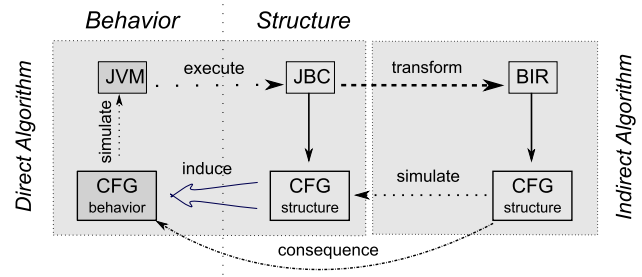 Behavior
Structure
Direct Algorithm
JVM
execute
JBC
transform
BIR
simulate
CFG
behavior
induce
CFG
structure
simulate
CFG
structure
consequence
Indirect Algorithm